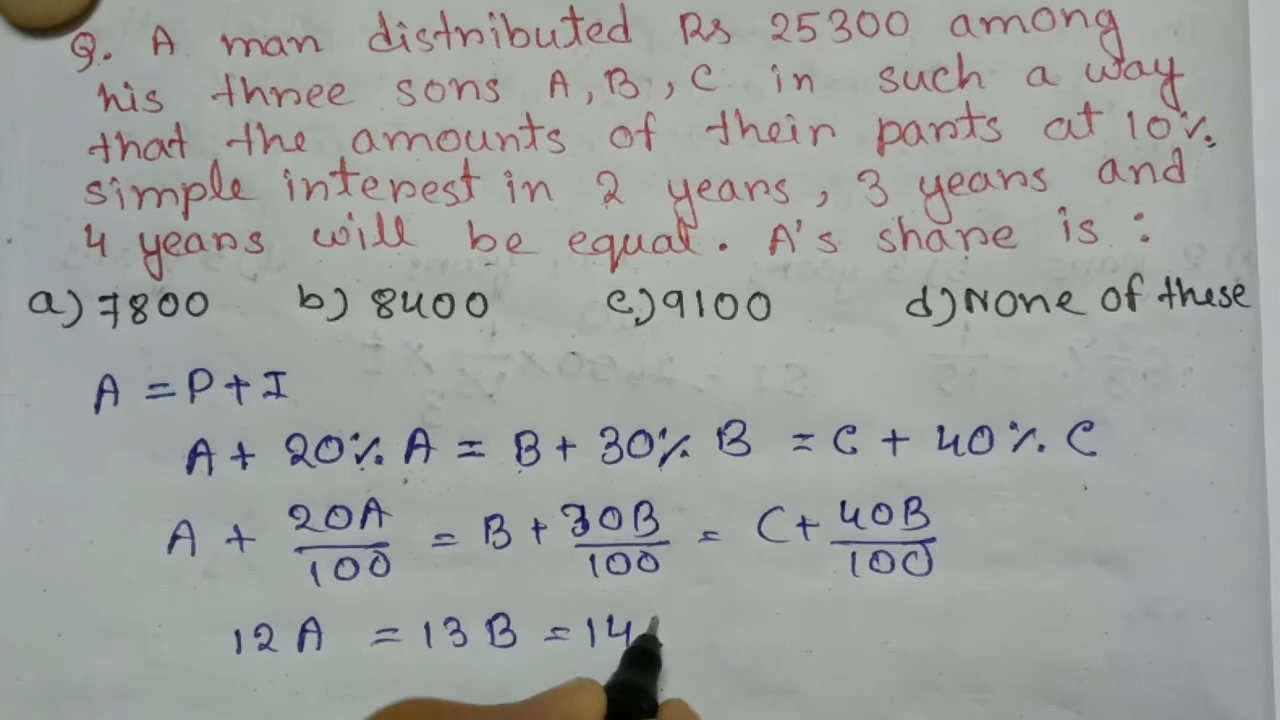 Q. A man distributed Rs 25300 among
his three sons A, B, C in such a way
that the amounts of their parts at 10%
simple interest in 2 years, 3 years and
4 years will be equal. A's share is :
a) 7800 b) 8400 c) 9100 d) None of these
A = P + I
A + 20% A = B + 30% B = C + 40% C
A + 20A/100 = B + 30B/100 = C + 40B/100
12A = 13B = 14